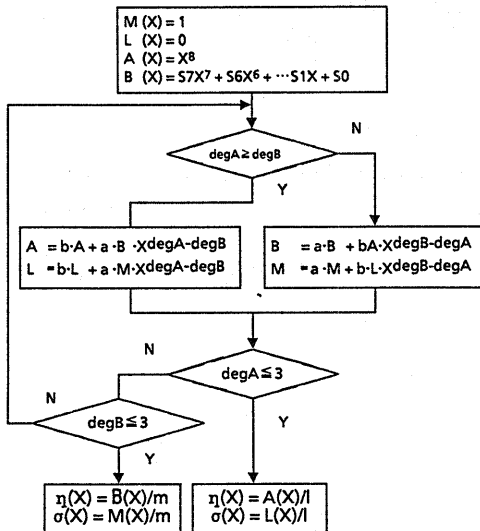 M (X) = 1
L (X) = 0
A (X) = X8
B (X) = S7X7 + S6X6 + ···S1X + S0
degA≧degB
N
Y
A = b·A + a·B·XdegA-degB
L = b·L + a·M·XdegA-degB
B = a·B + bA·XdegB-degA
M = a·M + b·L·XdegB-degA
N
degA≦3
N
degB≦3
Y
Y
η(X) = B(X)/m
σ(X) = M(X)/m
η(X) = A(X)/l
σ(X) = L(X)/l